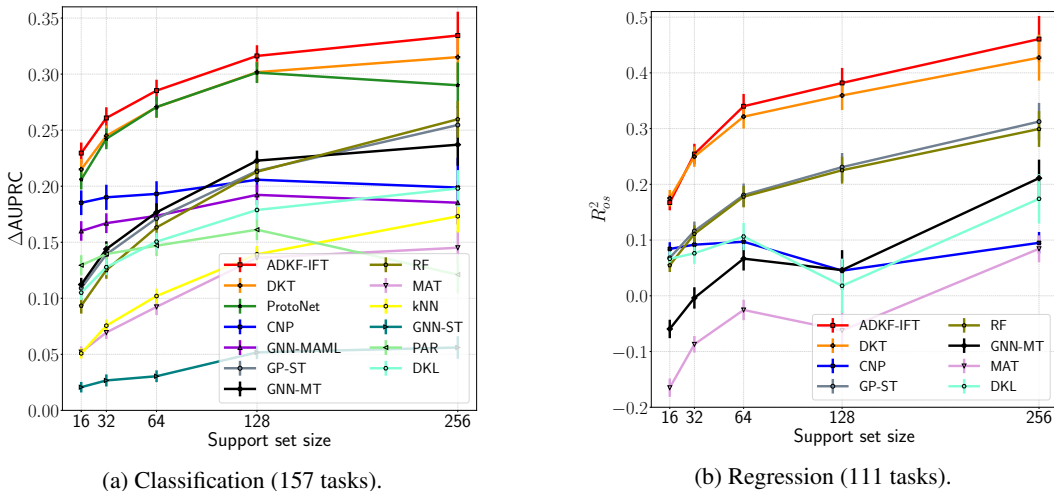 0.35
0.30
0.25
0.20
0.15
0.10
0.05
0.00
ΔAUPRC
16 32 64 128 256
Support set size
ADKF-IFT
DKT
ProtoNet
CNP
GNN-MAML
GP-ST
GNN-MT
RF
MAT
kNN
GNN-ST
PAR
DKL
(a) Classification (157 tasks).
0.5
0.4
0.3
0.2
0.1
0.0
−0.1
−0.2
R²os
16 32 64 128 256
Support set size
ADKF-IFT
DKT
CNP
GP-ST
RF
GNN-MT
MAT
DKL
(b) Regression (111 tasks).